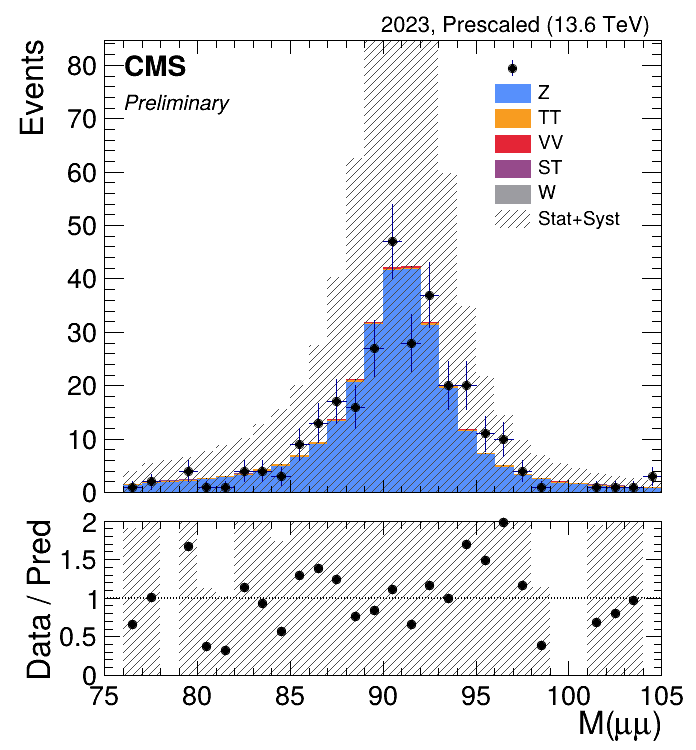 2023, Prescaled (13.6 TeV)
CMS
Preliminary
Events
80
70
60
50
40
30
20
10
0
Z
TT
VV
ST
W
Stat+Syst
Data / Pred
2
1.5
1
0.5
0
75 80 85 90 95 100 105
M(μμ)